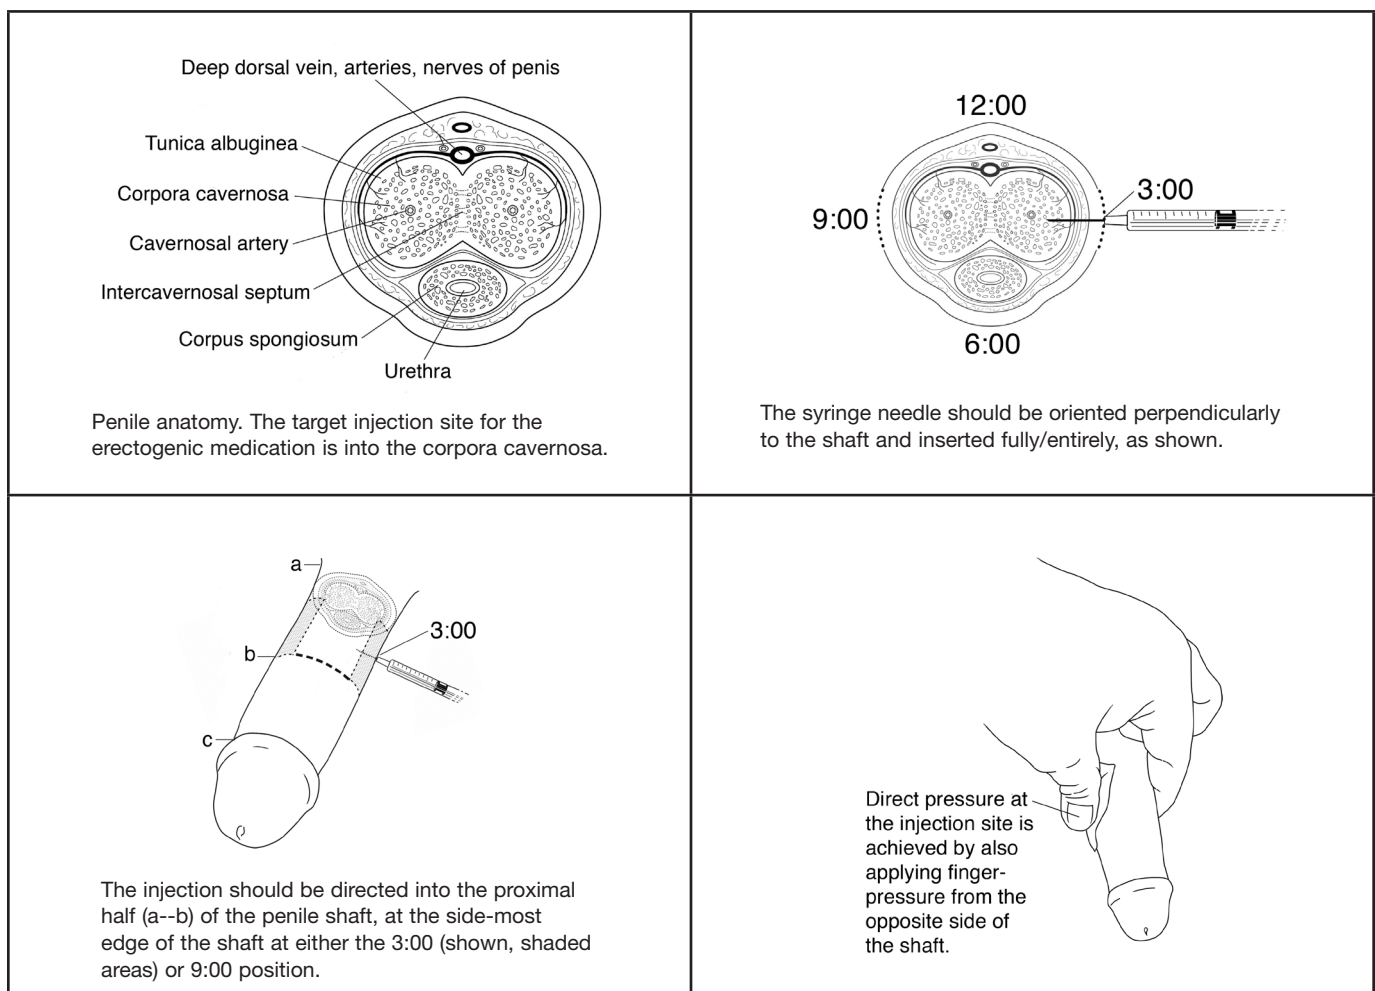 Deep dorsal vein, arteries, nerves of penis
Tunica albuginea
Corpora cavernosa
Cavernosal artery
Intercavernosal septum
Corpus spongiosum
Urethra
Penile anatomy. The target injection site for the
erectogenic medication is into the corpora cavernosa.
12:00
3:00
9:00
6:00
The syringe needle should be oriented perpendicularly
to the shaft and inserted fully/entirely, as shown.
a
3:00
b
c
The injection should be directed into the proximal
half (a--b) of the penile shaft, at the side-most
edge of the shaft at either the 3:00 (shown, shaded
areas) or 9:00 position.
Direct pressure at
the injection site is
achieved by also
applying finger-
pressure from the
opposite side of
the shaft.